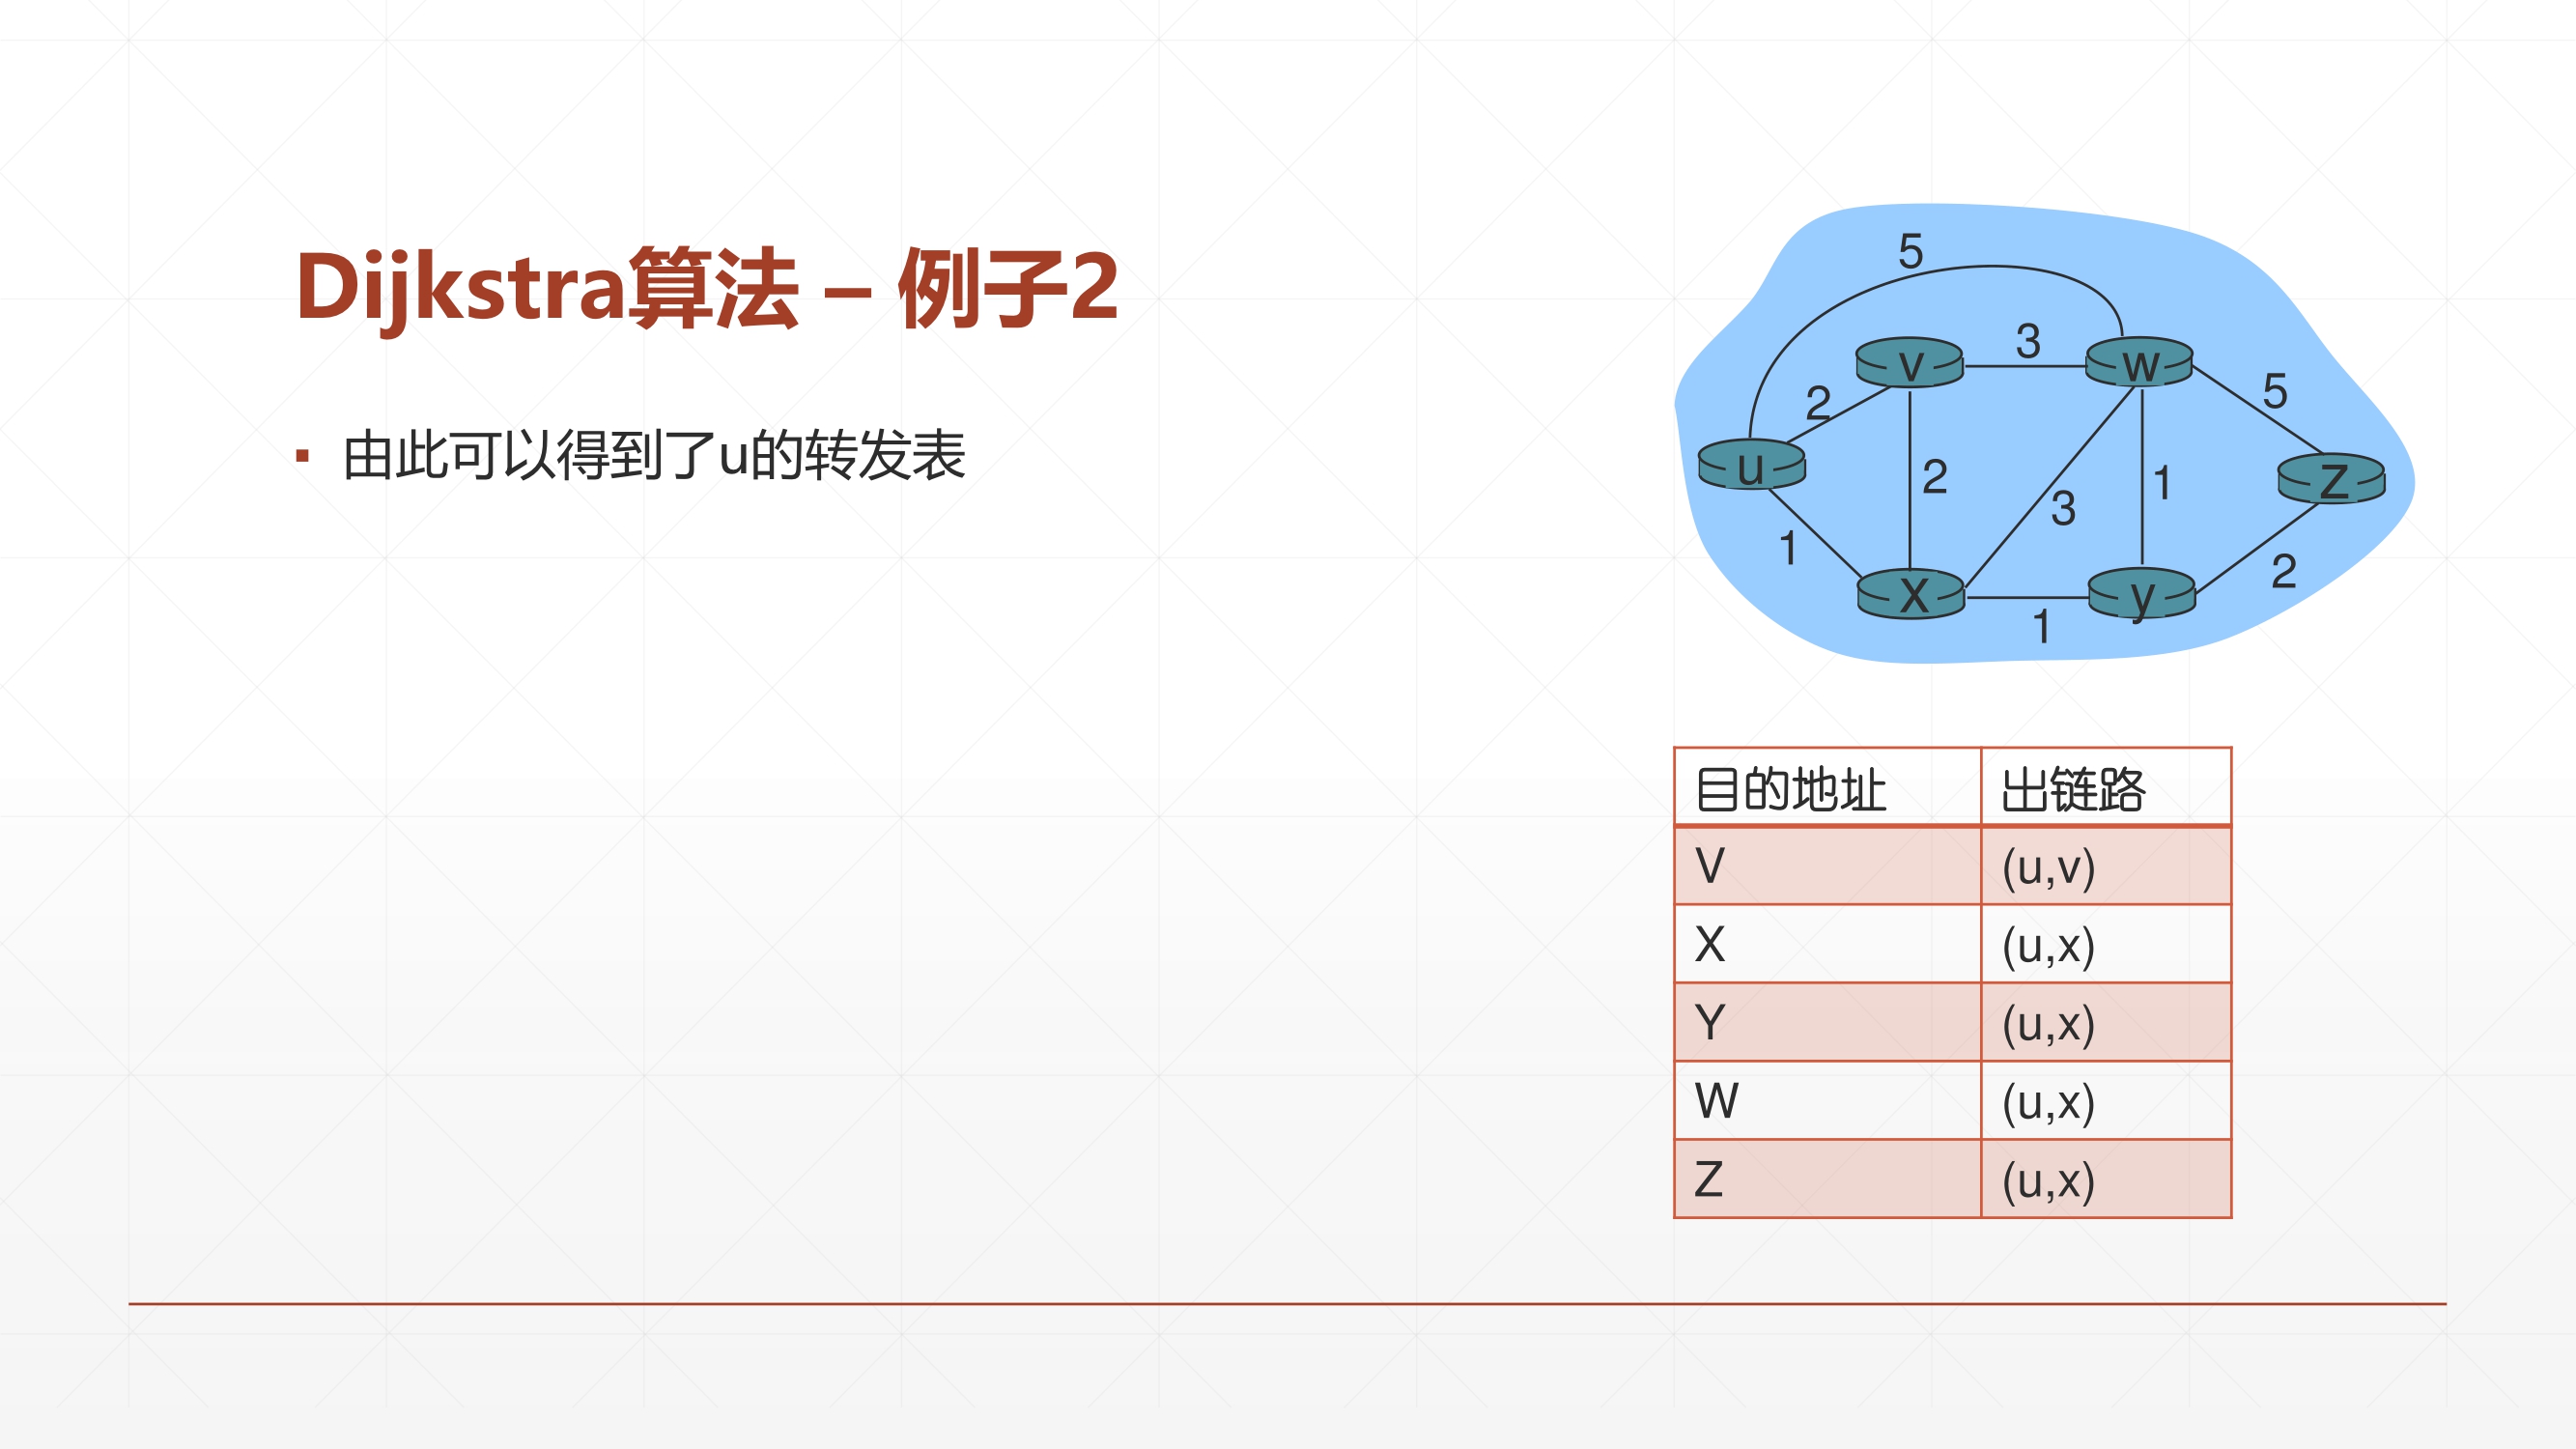 Dijkstra算法 – 例子2
▪ 由此可以得到了u的转发表
5
v
3
w
2
5
u
2
3
1
z
1
x
1
y
2
目的地址 出链路
V (u,v)
X (u,x)
Y (u,x)
W (u,x)
Z (u,x)